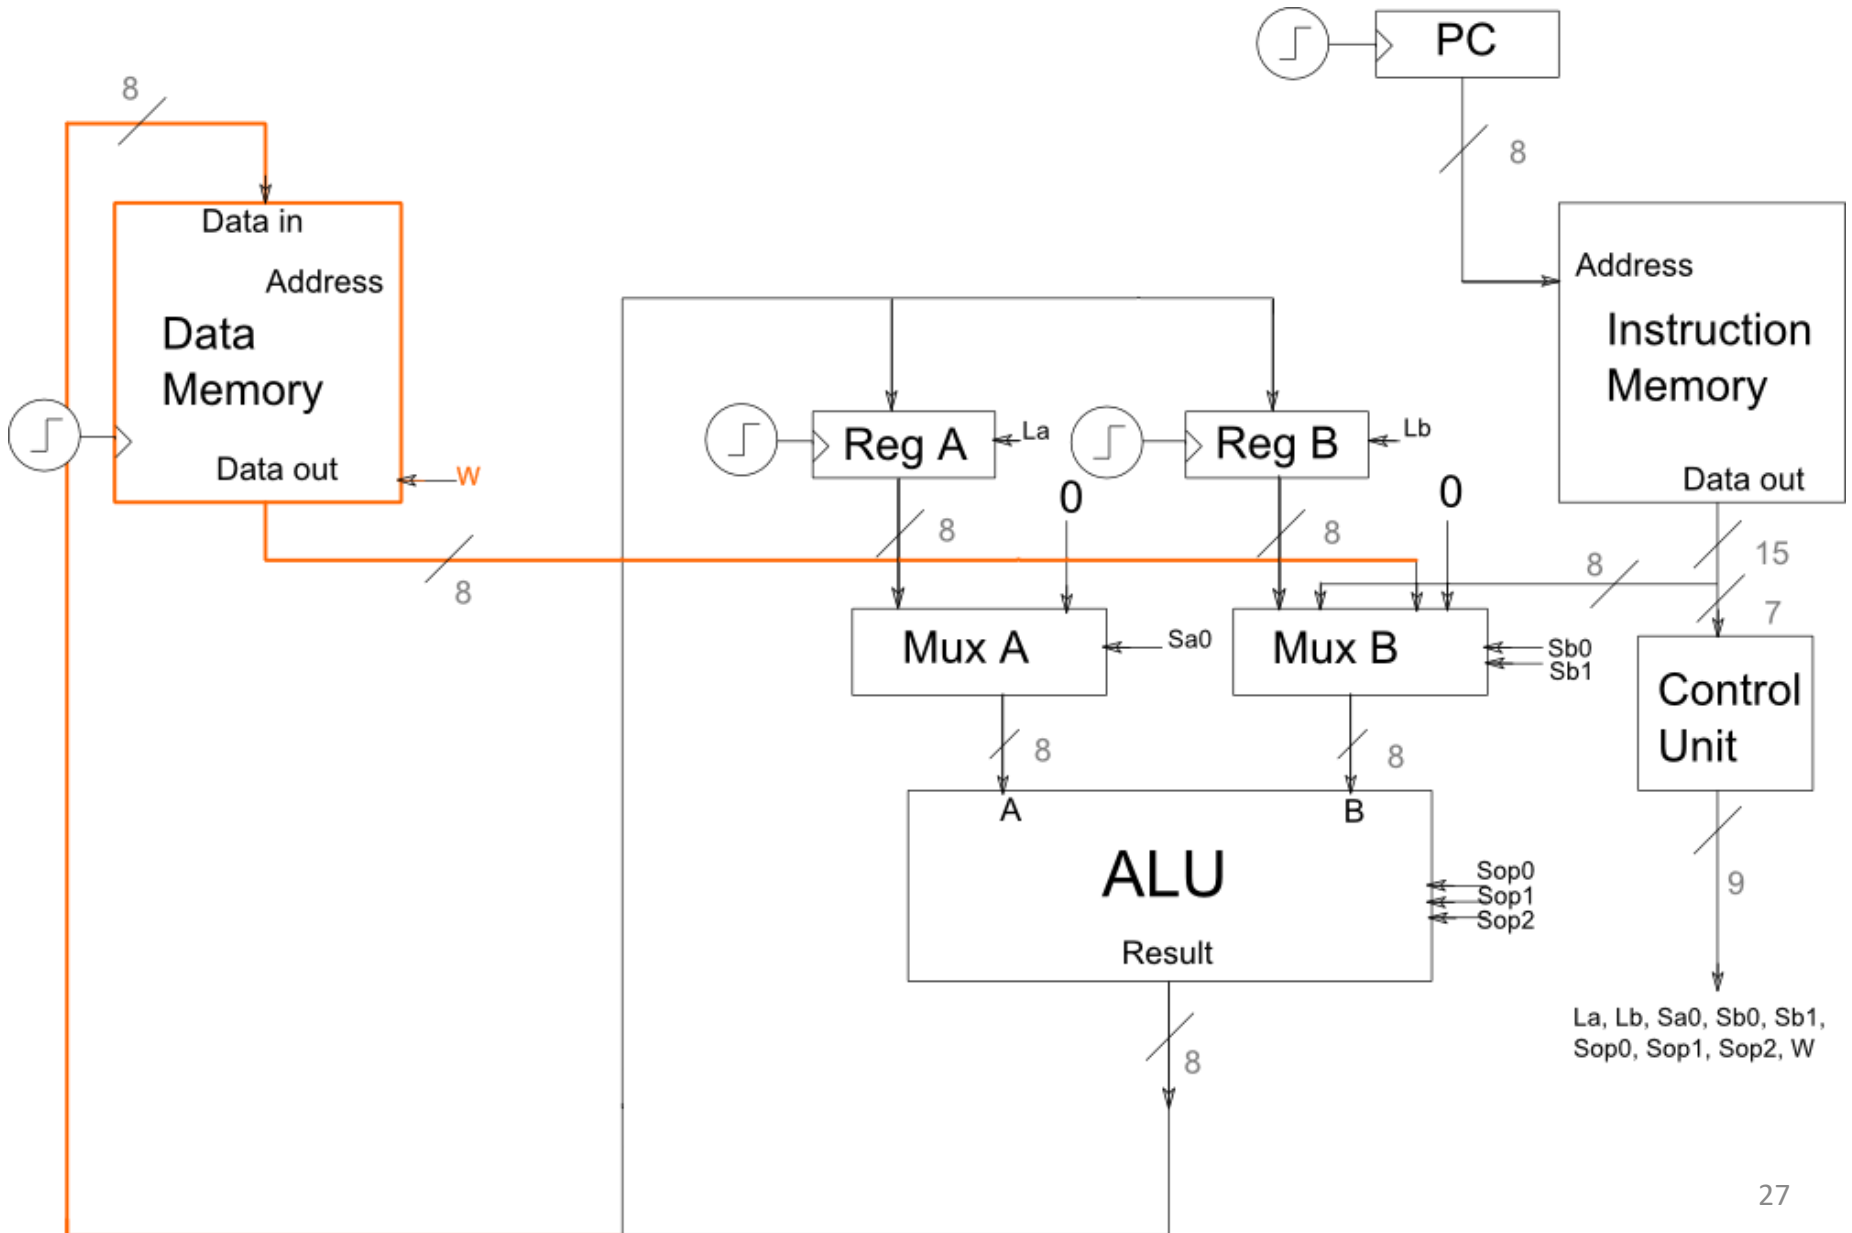 PC
8
8
Data in
Address
Data
Memory
Data out
W
8
Address
Instruction
Memory
Data out
Reg A
La
Reg B
Lb
0
0
8
8
8
15
7
Mux A
Sa0
Mux B
Sb0
Sb1
Control
Unit
8
8
A
B
ALU
Sop0
Sop1
Sop2
Result
9
8
La, Lb, Sa0, Sb0, Sb1,
Sop0, Sop1, Sop2, W
27